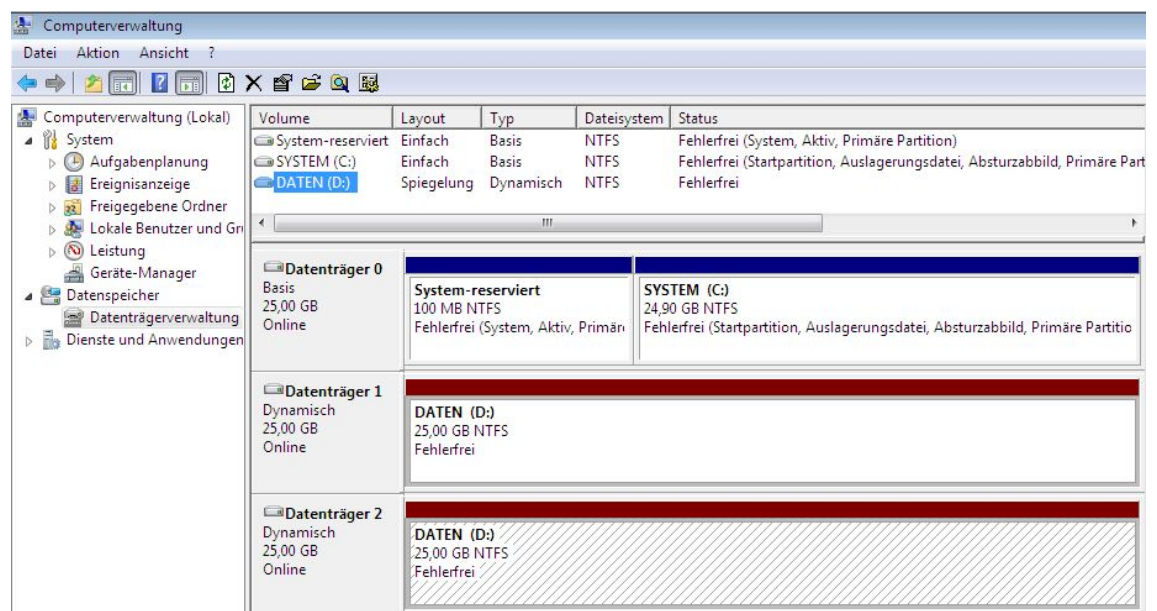 Computerverwaltung
Datei Aktion Ansicht ?
Computerverwaltung (Lokal)
System
Aufgabenplanung
Ereignisanzeige
Freigegebene Ordner
Lokale Benutzer und Gr
Leistung
Geräte-Manager
Datenspeicher
Datenträgerverwaltung
Dienste und Anwendungen
Volume Layout Typ Dateisystem Status
System-reserviert Einfach Basis NTFS Fehlerfrei (System, Aktiv, Primäre Partition)
SYSTEM (C:) Einfach Basis NTFS Fehlerfrei (Startpartition, Auslagerungsdatei, Absturzabbild, Primäre Part
DATEN (D:) Spiegelung Dynamisch NTFS Fehlerfrei
Datenträger 0
Basis
25,00 GB
Online
System-reserviert
100 MB NTFS
Fehlerfrei (System, Aktiv, Primär
SYSTEM (C:)
24,90 GB NTFS
Fehlerfrei (Startpartition, Auslagerungsdatei, Absturzabbild, Primäre Partitio
Datenträger 1
Dynamisch
25,00 GB
Online
DATEN (D:)
25,00 GB NTFS
Fehlerfrei
Datenträger 2
Dynamisch
25,00 GB
Online
DATEN (D:)
25,00 GB NTFS
Fehlerfrei